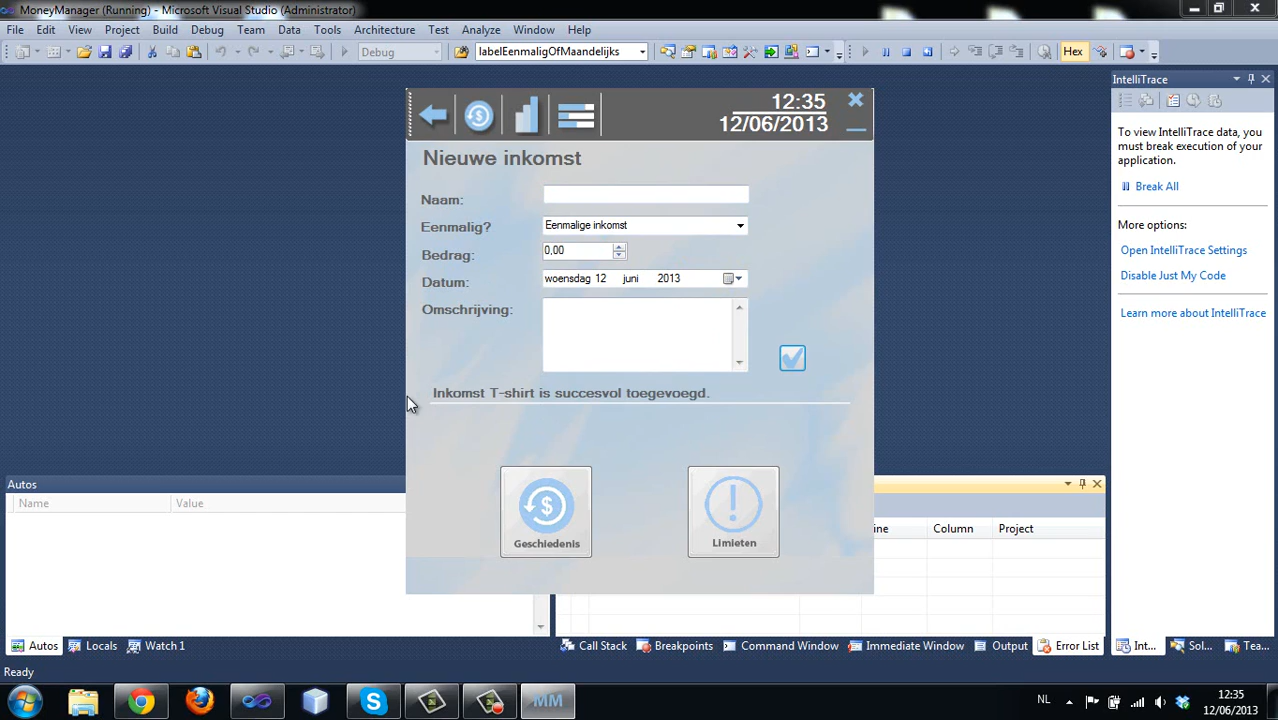 MoneyManager (Running) - Microsoft Visual Studio (Administrator)
File Edit View Project Build Debug Team Data Tools Architecture Test Analyze Window Help
Debug labelEenmaligOfMaandelijks Hex
IntelliTrace
To view IntelliTrace data, you
must break execution of your
application.
Break All
More options:
Open IntelliTrace Settings
Disable Just My Code
Learn more about IntelliTrace
12:35
12/06/2013
Nieuwe inkomst
Naam:
Eenmalig? Eenmalige inkomst
Bedrag: 0,00
Datum: woensdag 12 juni 2013
Omschrijving:
Inkomst T-shirt is succesvol toegevoegd.
Geschiedenis
Limieten
Autos
Name Value
ine Column Project
Autos Locals Watch 1
Call Stack Breakpoints Command Window Immediate Window Output Error List
Int... Sol... Tea...
Ready
MM
NL
12:35
12/06/2013